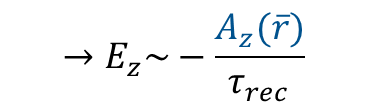 → E_z ~ − A_z(r̄) / τ_rec